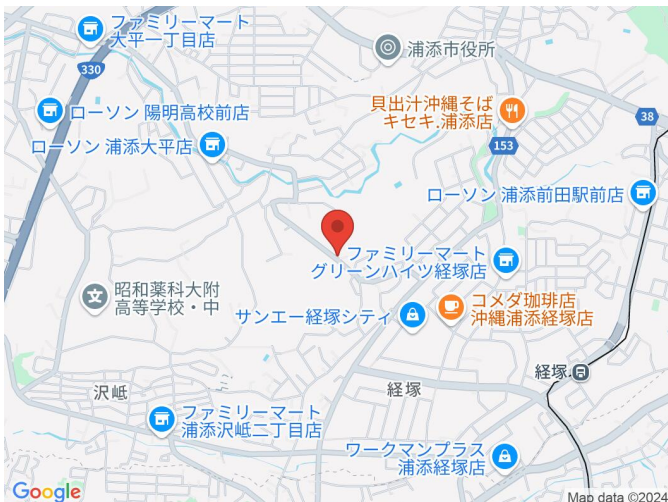 ファミリーマート
大平一丁目店
浦添市役所
330
貝出汁沖縄そば
キセキ.浦添店
ローソン 陽明高校前店
38
ローソン 浦添大平店
153
ローソン 浦添前田駅前店
ファミリーマート
グリーンハイツ経塚店
昭和薬科大附
高等学校・中
コメダ珈琲店
沖縄浦添経塚店
サンエー経塚シティ
経塚
沢岻
経塚
ファミリーマート
浦添沢岻二丁目店
ワークマンプラス
浦添経塚店
Google
Map data ©2024